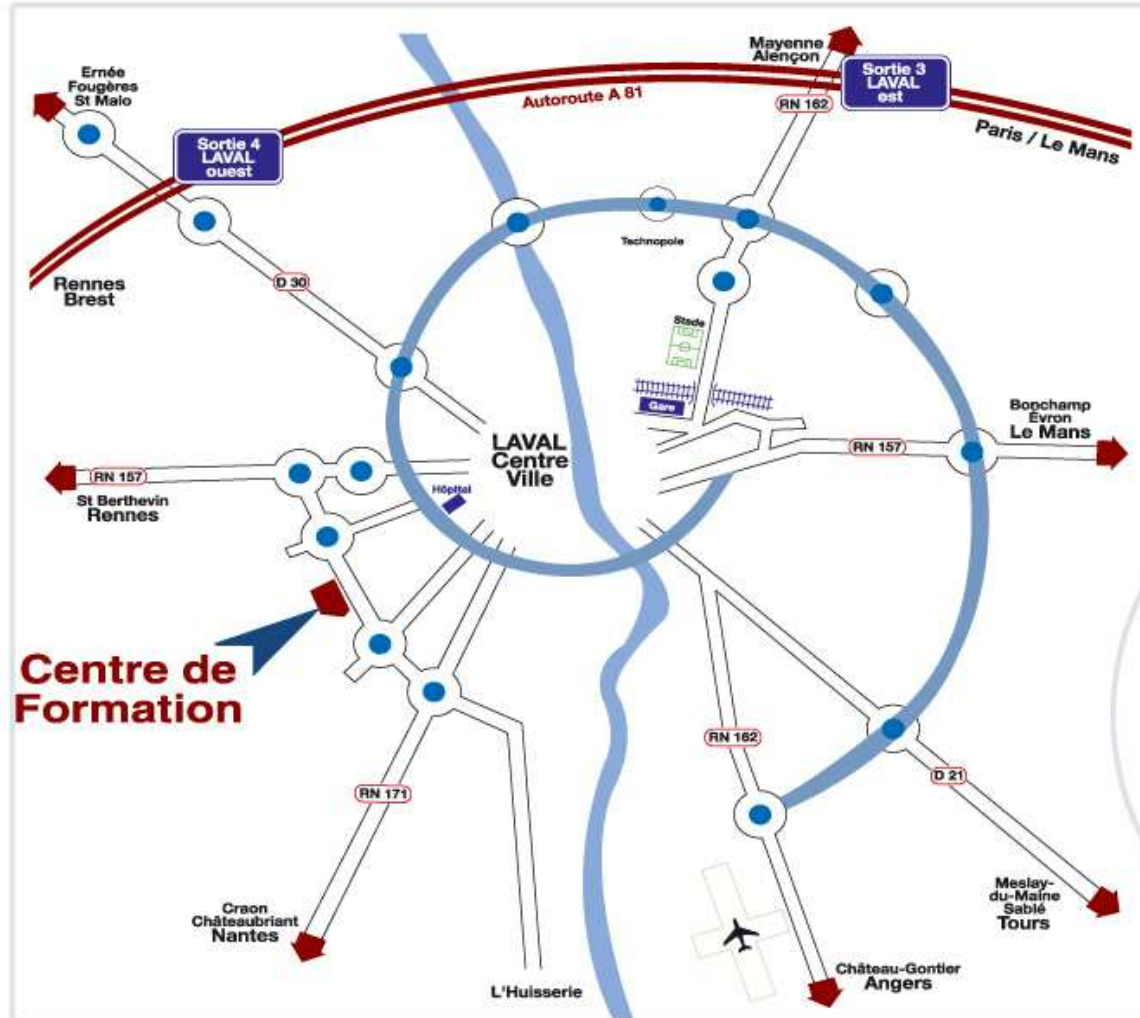 Mayenne
Alençon
Sortie 3
LAVAL
est
Ernée
Fougères
St Malo
Autoroute A 81
RN 162
Paris / Le Mans
Sortie 4
LAVAL
ouest
Technopole
Rennes
Brest
D 30
Stade
Gare
Bonchamp
Évron
Le Mans
LAVAL
Centre
Ville
RN 157
RN 157
St Berthevin
Rennes
Hôpital
Centre de
Formation
RN 162
D 21
RN 171
Meslay-
du-Maine
Sablé
Tours
Craon
Châteaubriant
Nantes
Château-Gontier
Angers
L'Huisserie